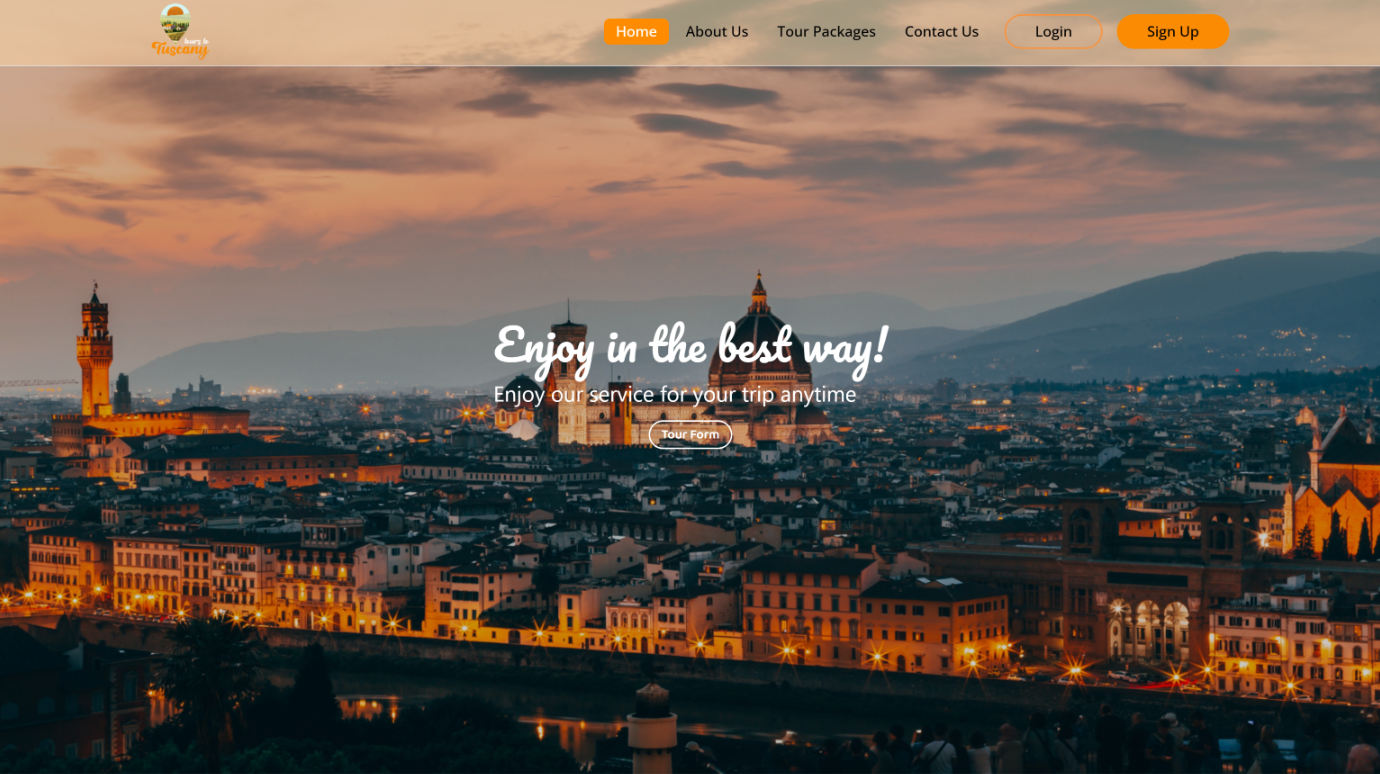 tours to
Tuscany
Home
About Us
Tour Packages
Contact Us
Login
Sign Up
Enjoy in the best way!
Enjoy our service for your trip anytime
Tour Form